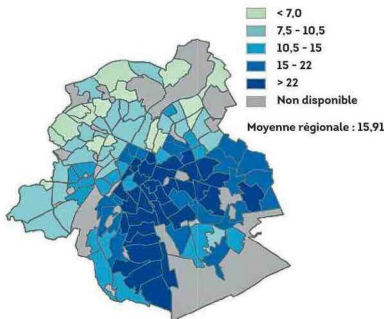 < 7,0
7,5 - 10,5
10,5 - 15
15 - 22
> 22
Non disponible
Moyenne régionale : 15,91